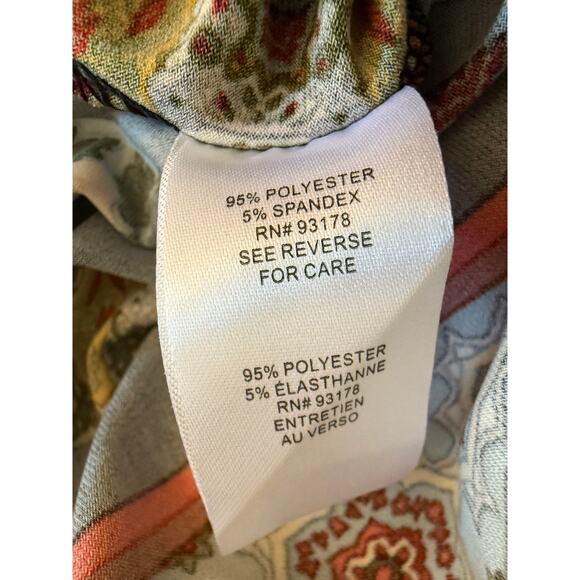 95% POLYESTER
5% SPANDEX
RN# 93178
SEE REVERSE
FOR CARE
95% POLYESTER
5% ÉLASTHANNE
RN# 93178
ENTRETIEN
AU VERSO